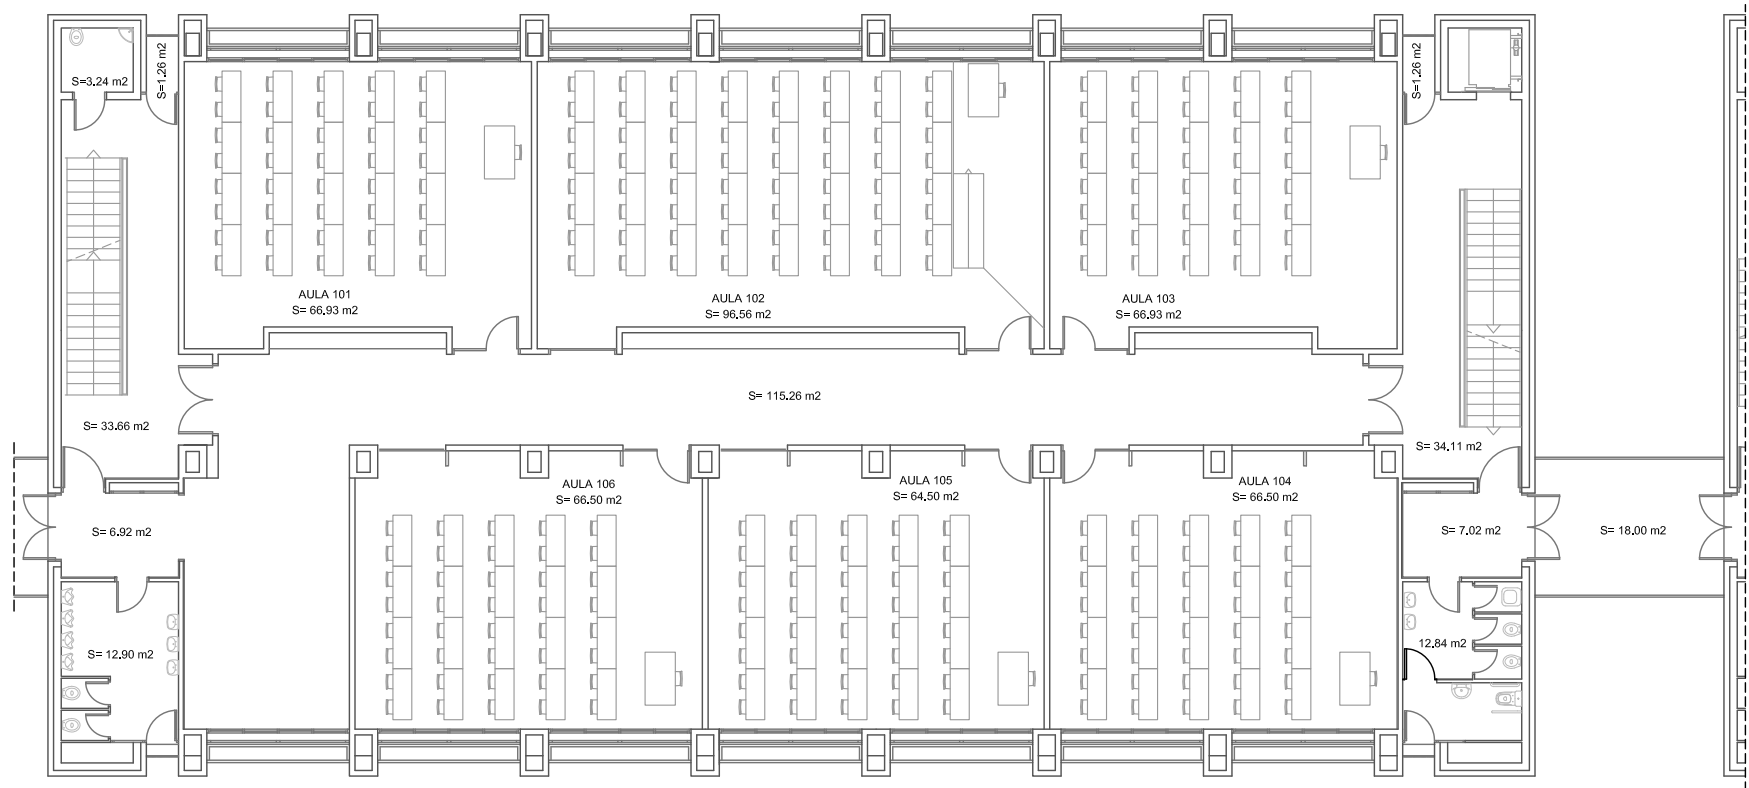 S=3.24 m2
S=1.26 m2
S=1.26 m2
AULA 101
S= 66.93 m2
AULA 102
S= 96.56 m2
AULA 103
S= 66.93 m2
S= 115.26 m2
S= 33.66 m2
S= 34.11 m2
AULA 106
S= 66.50 m2
AULA 105
S= 64.50 m2
AULA 104
S= 66.50 m2
S= 6.92 m2
S= 7.02 m2
S= 18.00 m2
S= 12.90 m2
12.84 m2